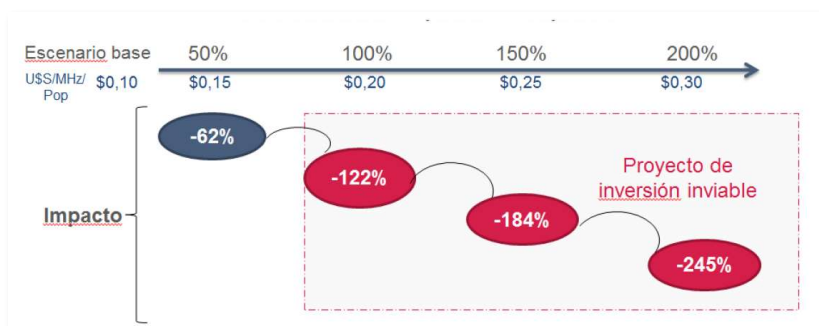 Escenario base 50% 100% 150% 200%
U$S/MHz/
Pop $0,10 $0,15 $0,20 $0,25 $0,30
-62%
-122%
Proyecto de
inversión inviable
Impacto
-184%
-245%